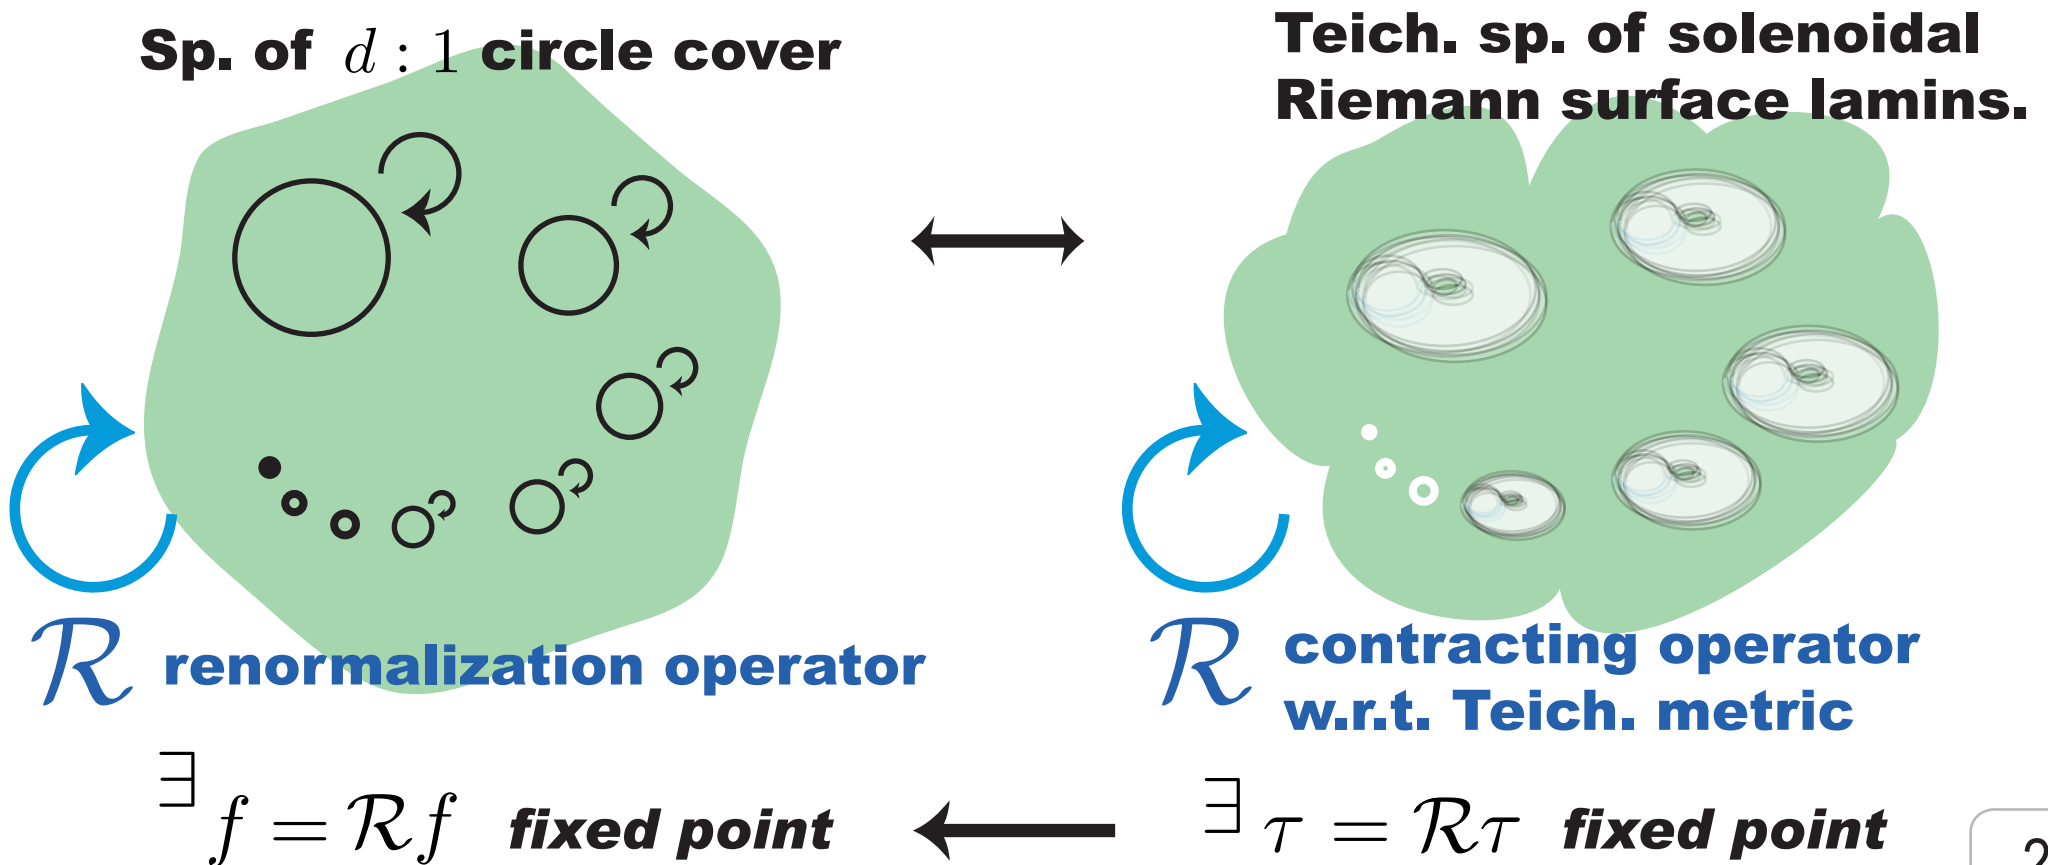 Sp. of d : 1 circle cover
Teich. sp. of solenoidal
Riemann surface lamins.
ℛ renormalization operator
ℛ contracting operator
w.r.t. Teich. metric
∃ f = ℛf fixed point
∃ τ = ℛτ fixed point
2